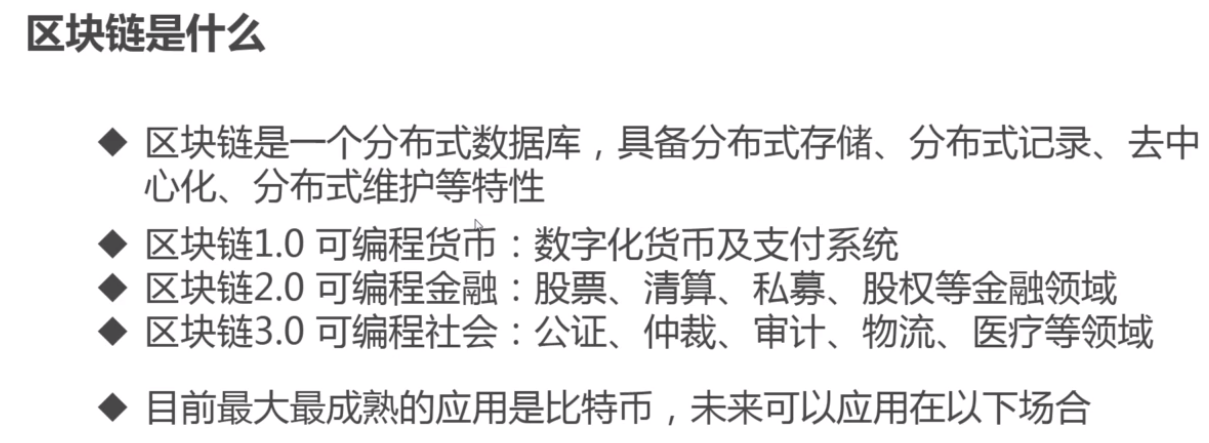 区块链是什么
◆ 区块链是一个分布式数据库，具备分布式存储、分布式记录、去中
心化、分布式维护等特性
◆ 区块链1.0 可编程货币：数字化货币及支付系统
◆ 区块链2.0 可编程金融：股票、清算、私募、股权等金融领域
◆ 区块链3.0 可编程社会：公证、仲裁、审计、物流、医疗等领域
◆ 目前最大最成熟的应用是比特币，未来可以应用在以下场合